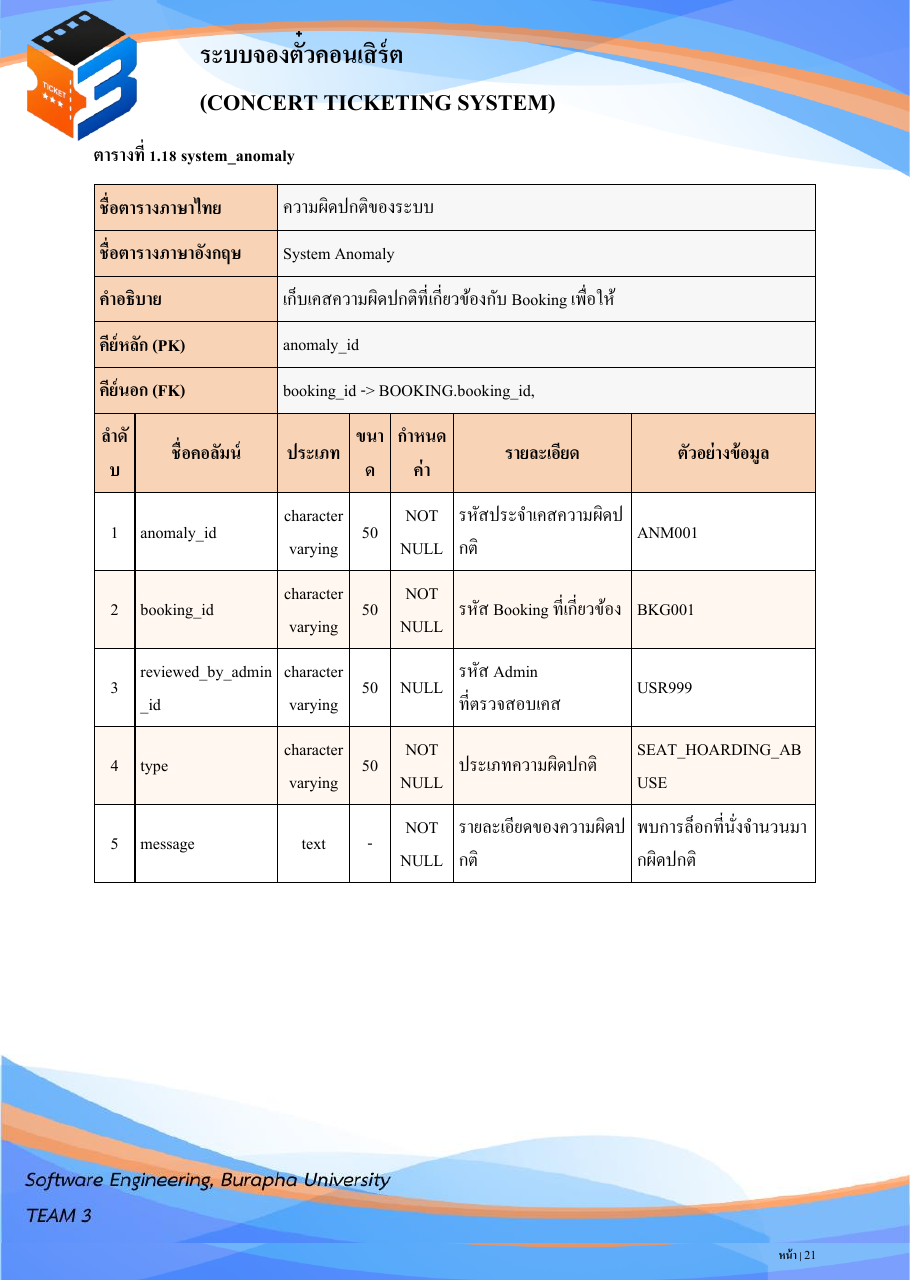 ระบบจองตั๋วคอนเสิร์ต
(CONCERT TICKETING SYSTEM)
TICKET
ตารางที่ 1.18 system_anomaly
ชื่อตารางภาษาไทย ความผิดปกติของระบบ
ชื่อตารางภาษาอังกฤษ System Anomaly
คำอธิบาย เก็บเคสความผิดปกติที่เกี่ยวข้องกับ Booking เพื่อให้
คีย์หลัก (PK) anomaly_id
คีย์นอก (FK) booking_id -> BOOKING.booking_id,
ลำดั ชื่อคอลัมน์ ประเภท ขนา กำหนด รายละเอียด ตัวอย่างข้อมูล
บ ด ค่า
character NOT รหัสประจำเคสความผิดป
1 anomaly_id 50 ANM001
varying NULL กติ
character NOT
2 booking_id 50 รหัส Booking ที่เกี่ยวข้อง BKG001
varying NULL
reviewed_by_admin character รหัส Admin
3 50 NULL USR999
_id varying ที่ตรวจสอบเคส
character NOT SEAT_HOARDING_AB
4 type 50 ประเภทความผิดปกติ
varying NULL USE
NOT รายละเอียดของความผิดป พบการล็อกที่นั่งจำนวนมา
5 message text -
NULL กติ กผิดปกติ
Software Engineering, Burapha University
TEAM 3
หน้า | 21